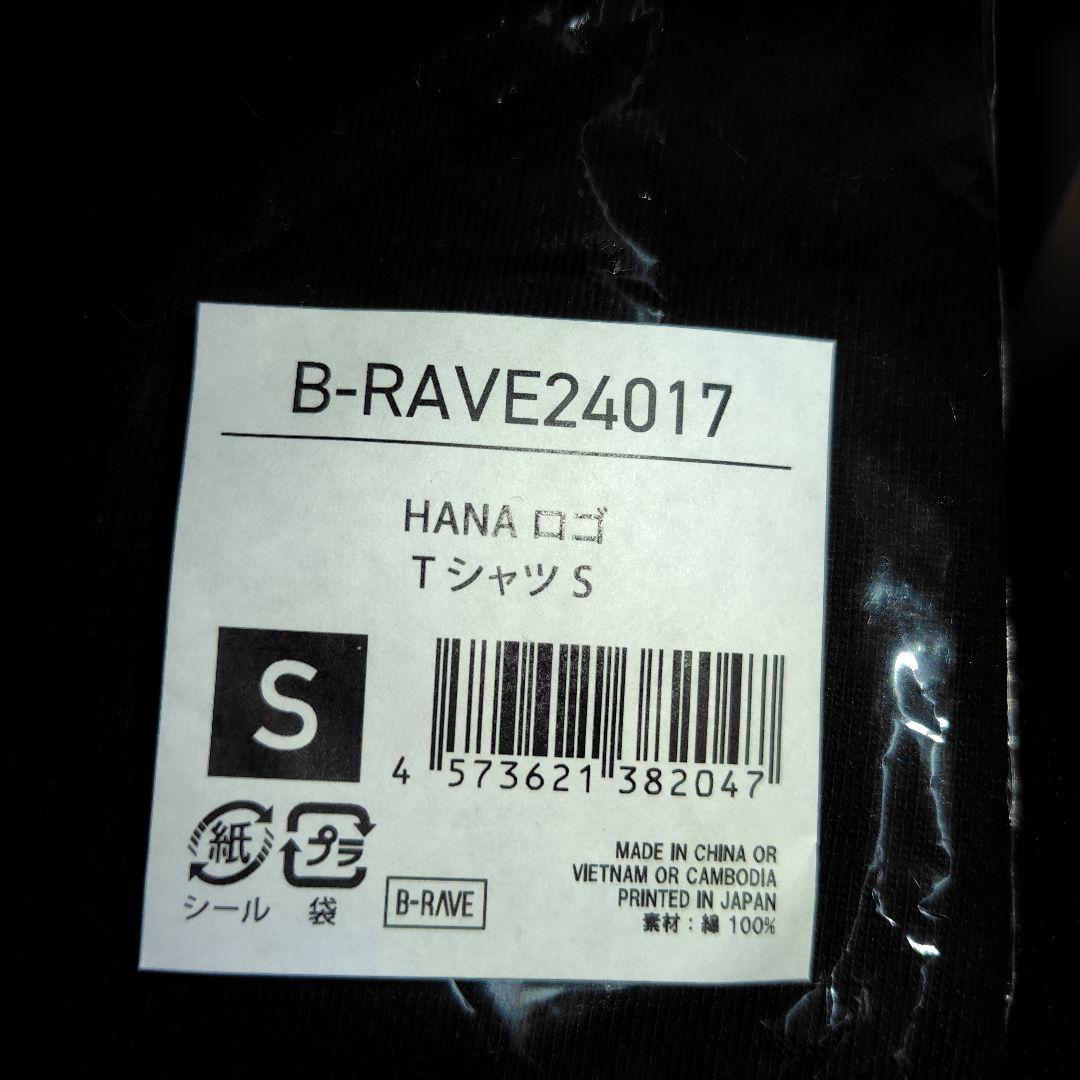 B-RAVE24017
HANA ロゴ
TシャツS
S
4 573621 382047
紙 プラ
シール 袋
B-RAVE
MADE IN CHINA OR
VIETNAM OR CAMBODIA
PRINTED IN JAPAN
素材：綿 100%